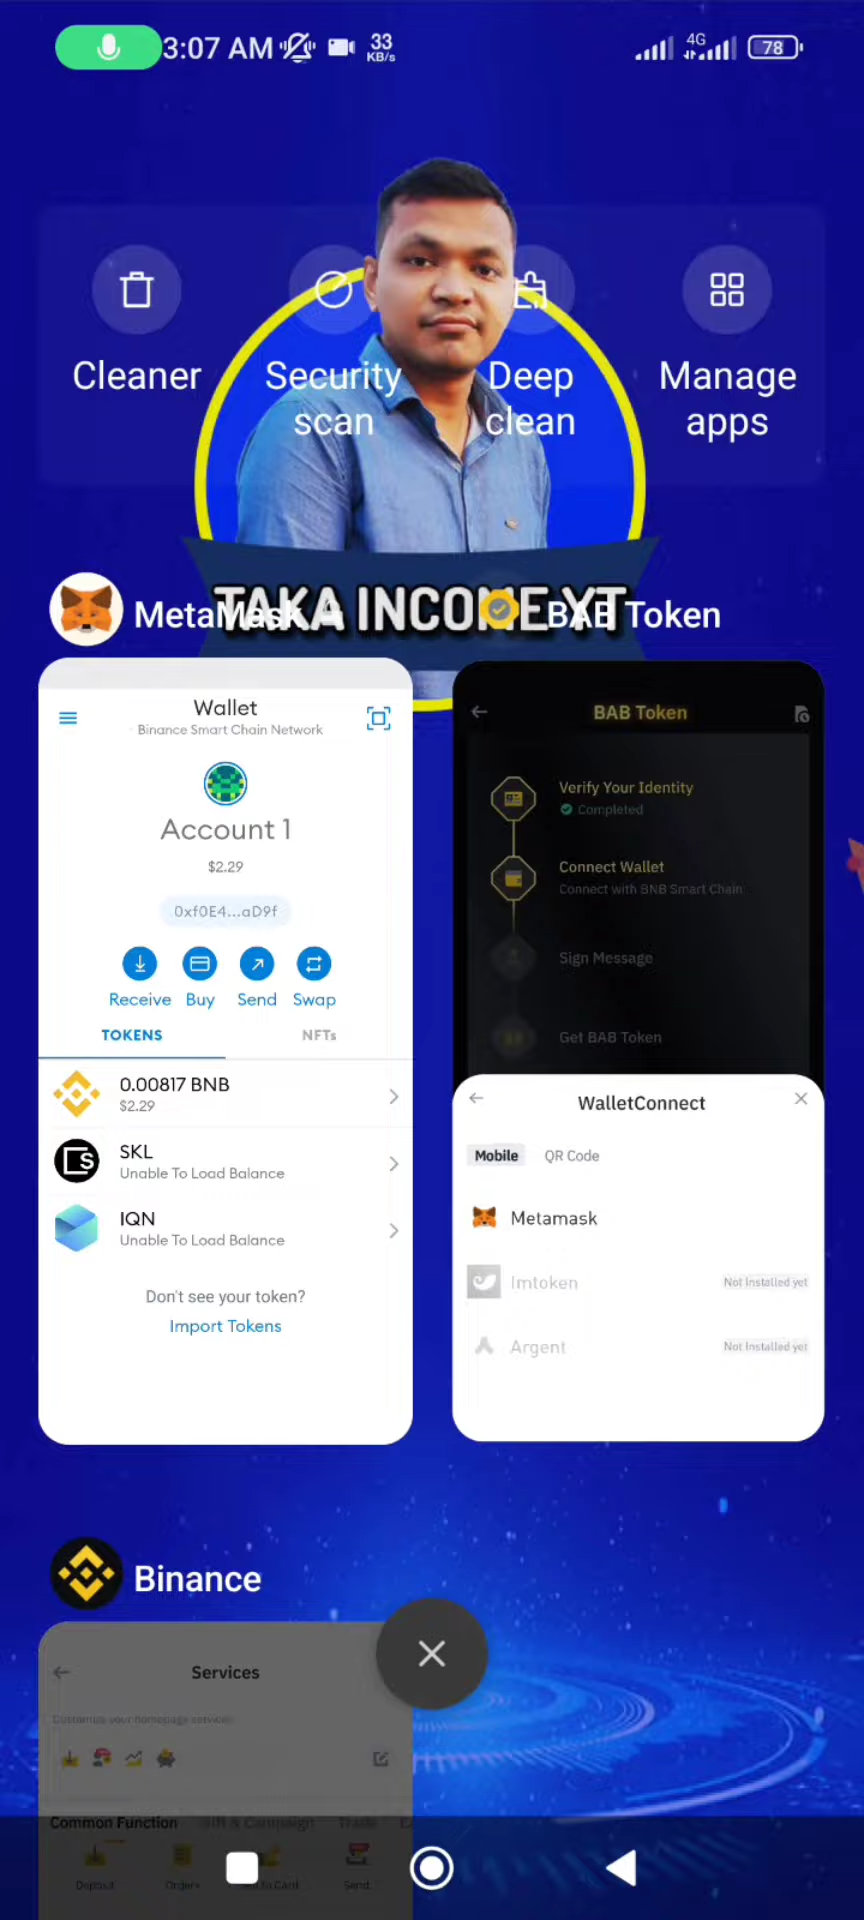 3:07 AM
33
KB/s
4G
78
Cleaner
Security scan
Deep clean
Manage apps
TAKA INCOME YT
MetaMask
BAB Token
Wallet
Binance Smart Chain Network
Account 1
$2.29
0xf0E4...aD9f
Receive
Buy
Send
Swap
TOKENS
NFTs
0.00817 BNB
$2.29
SKL
Unable To Load Balance
IQN
Unable To Load Balance
Don't see your token?
Import Tokens
BAB Token
Verify Your Identity
Completed
Connect Wallet
Connect with BNB Smart Chain
Sign Message
Get BAB Token
WalletConnect
Mobile
QR Code
Metamask
Imtoken
Not Installed yet
Argent
Not Installed yet
Binance
Services
Customize your homepage services
Common Function
Gift & Campaign
Trade
Deposit
Orders
Card
Send